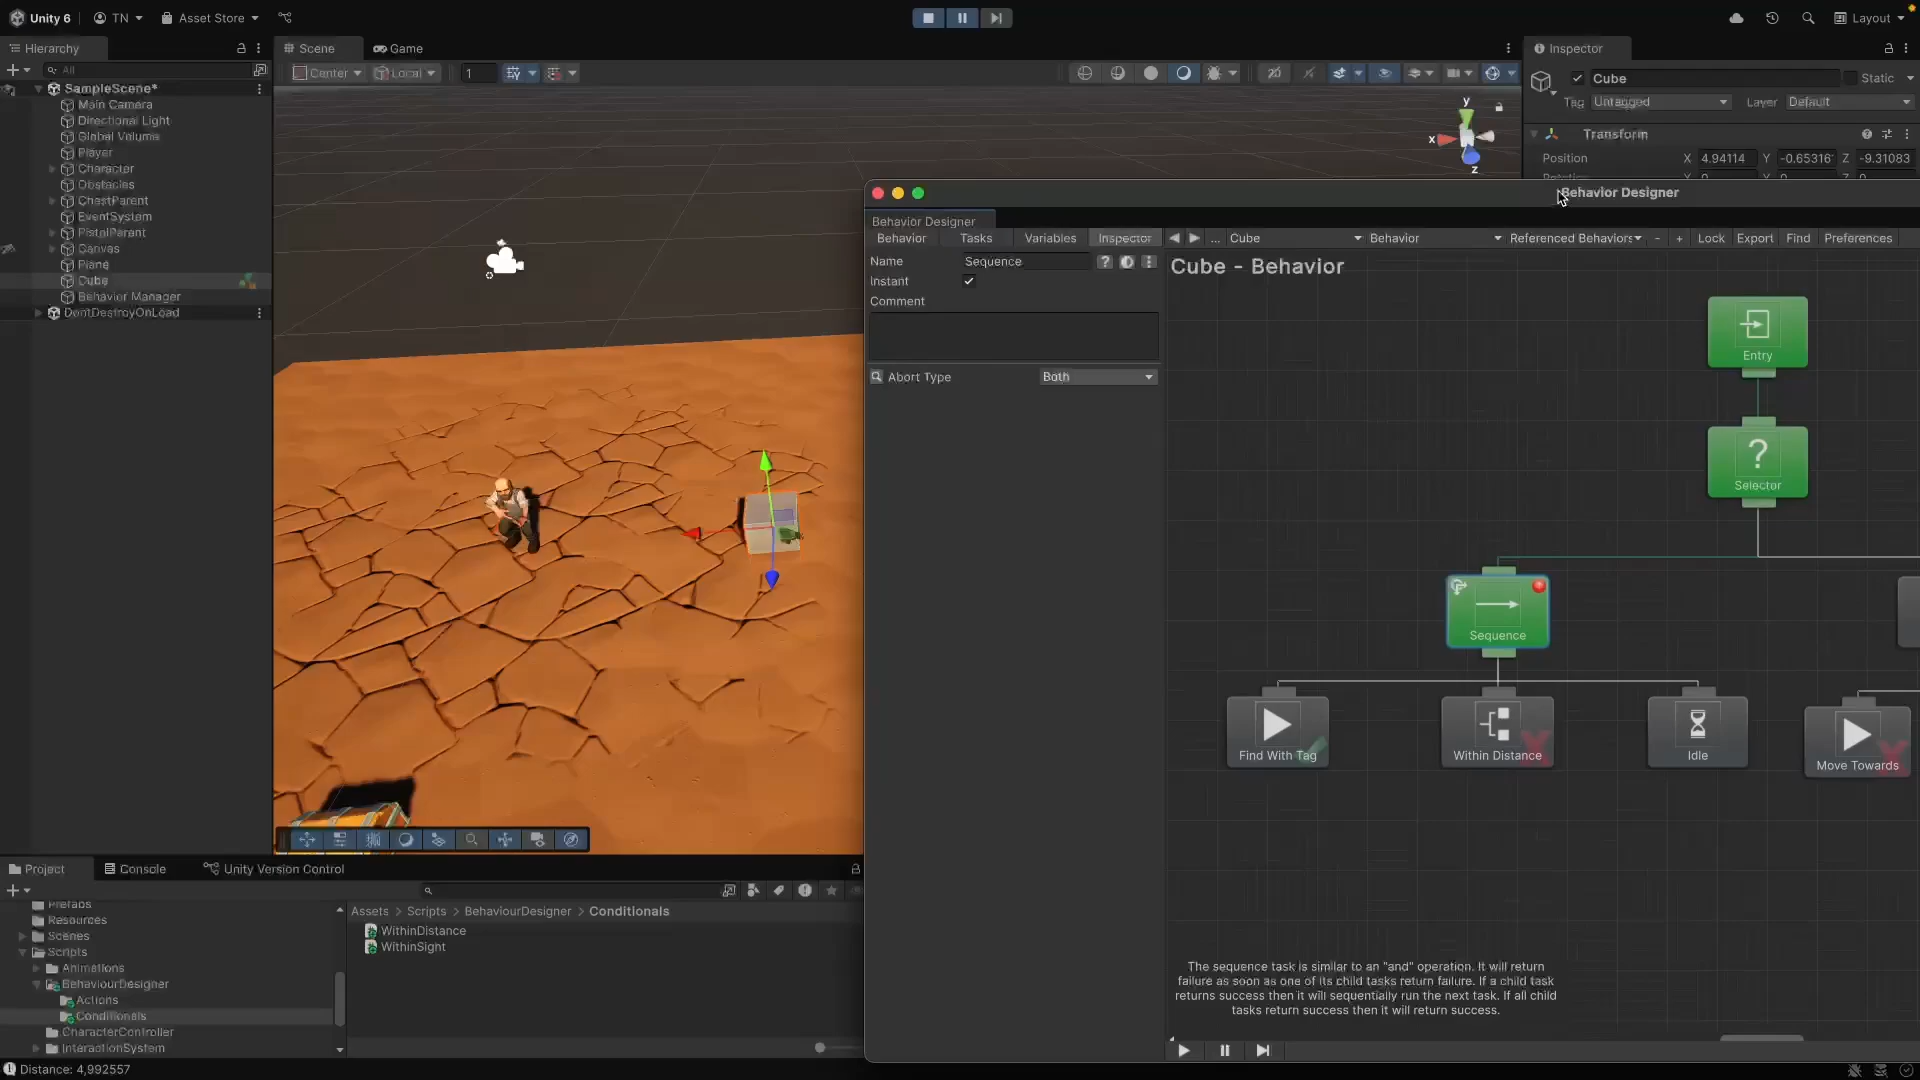 Unity 6
TN
Asset Store
Layout
Hierarchy
Scene
Game
Inspector
All
Center
Local
1
2D
Cube
Static
Tag Untagged
Layer Default
SampleScene*
Main Camera
Directional Light
Global Volume
Player
Character
Obstacles
ChestParent
EventSystem
PistolParent
Canvas
Plane
Cube
Behavior Manager
DontDestroyOnLoad
y
x
z
Transform
Position X 4.94114 Y -0.65316 Z -9.31083
Behavior Designer
Behavior Designer
Behavior Tasks Variables Inspector
... Cube Behavior Referenced Behaviors - + Lock Export Find Preferences
Name Sequence
Instant
Comment
Abort Type Both
Cube - Behavior
Entry
Selector
Sequence
Find With Tag
Within Distance
Idle
Move Towards
The sequence task is similar to an "and" operation. It will return
failure as soon as one of its child tasks return failure. If a child task
returns success then it will sequentially run the next task. If all child
tasks return success then it will return success.
Project
Console
Unity Version Control
Prefabs
Resources
Scenes
Scripts
Animations
BehaviourDesigner
Actions
Conditionals
CharacterController
InteractionSystem
Assets > Scripts > BehaviourDesigner > Conditionals
WithinDistance
WithinSight
Distance: 4,992557